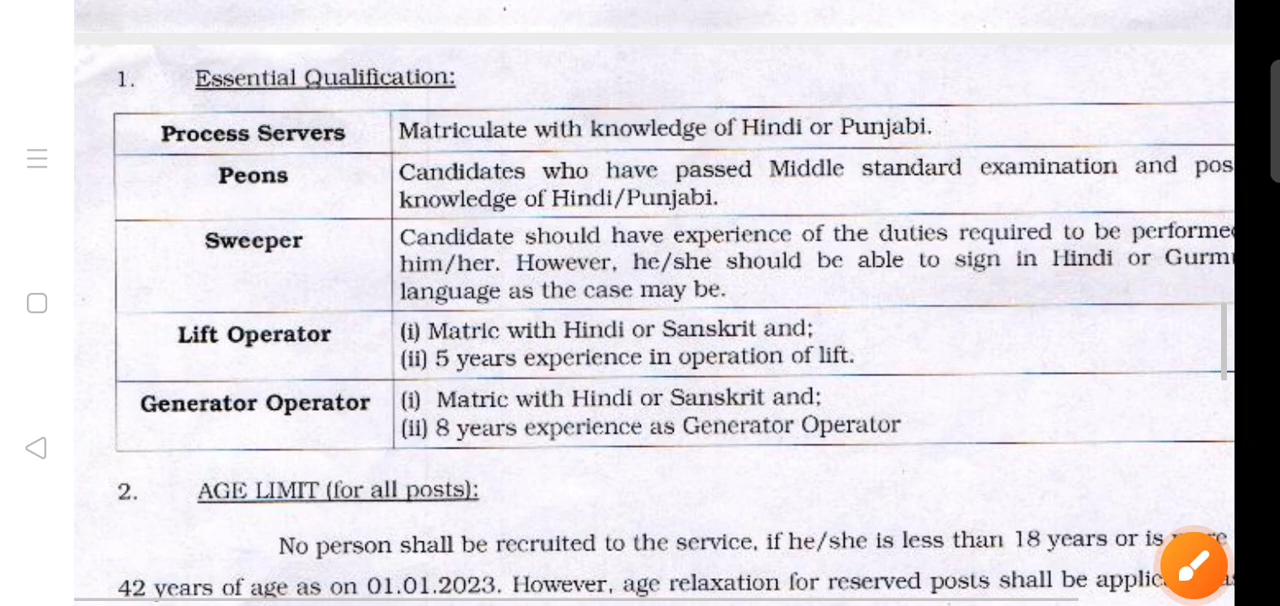 1. Essential Qualification:
Process Servers Matriculate with knowledge of Hindi or Punjabi.
Peons Candidates who have passed Middle standard examination and pos
knowledge of Hindi/Punjabi.
Sweeper Candidate should have experience of the duties required to be performe
him/her. However, he/she should be able to sign in Hindi or Gurm
language as the case may be.
Lift Operator (i) Matric with Hindi or Sanskrit and;
(ii) 5 years experience in operation of lift.
Generator Operator (i) Matric with Hindi or Sanskrit and;
(ii) 8 years experience as Generator Operator
2. AGE LIMIT (for all posts):
No person shall be recruited to the service, if he/she is less than 18 years or is
42 years of age as on 01.01.2023. However, age relaxation for reserved posts shall be applic